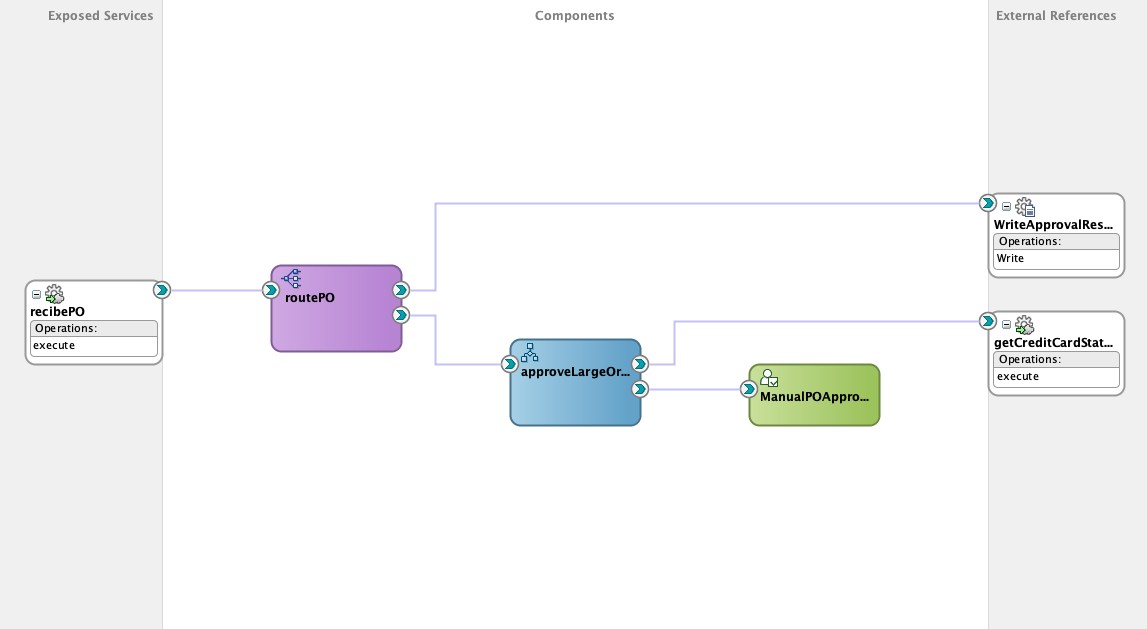 Exposed Services
Components
External References
recibePO
Operations:
execute
routePO
approveLargeOr...
ManualPOAppro...
WriteApprovalRes...
Operations:
Write
getCreditCardStat...
Operations:
execute